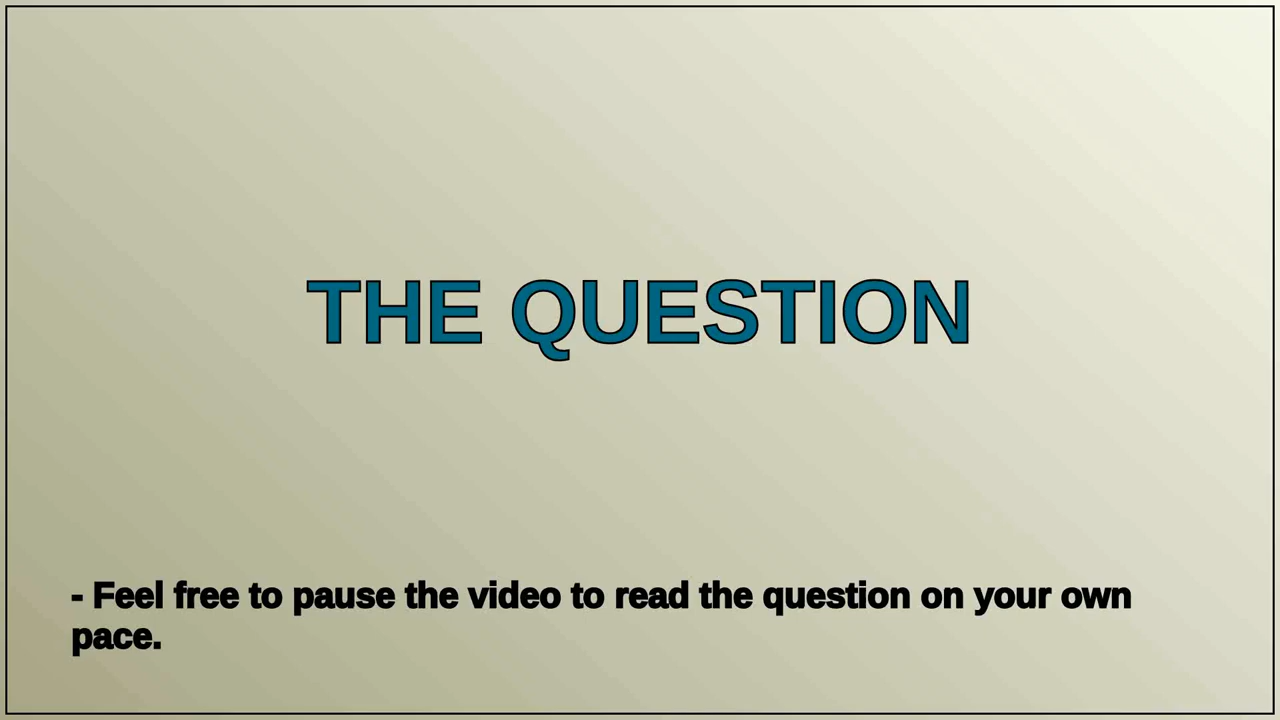 THE QUESTION
- Feel free to pause the video to read the question on your own
pace.